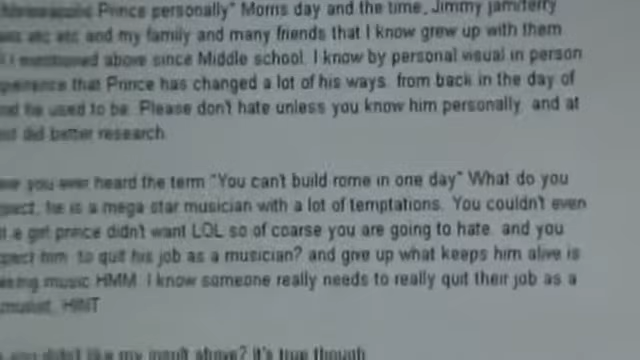 Prince personally" Morris day and the time, Jimmy jam/terry
etc etc and my family and many friends that I know grew up with them
mentioned above since Middle school. I know by personal visual in person
that Prince has changed a lot of his ways. from back in the day of
he used to be. Please don't hate unless you know him personally. and at
did better research.
you ever heard the term "You can't build rome in one day" What do you
he is a mega star musician with a lot of temptations. You couldn't even
a girl prince didn't want LOL so of coarse you are going to hate. and you
him to quit his job as a musician? and give up what keeps him alive is
music HMM. I know someone really needs to really quit their job as a
HINT
you didn't like my insult above? it's true though